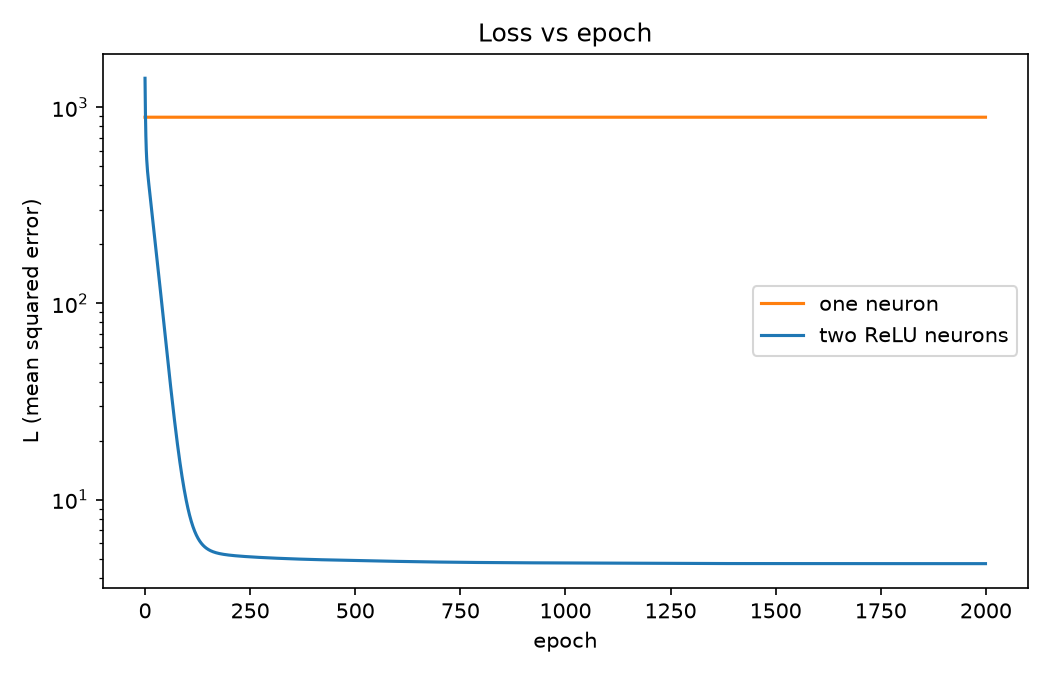 Loss vs epoch
L (mean squared error)
10³
10²
10¹
one neuron
two ReLU neurons
0 250 500 750 1000 1250 1500 1750 2000
epoch